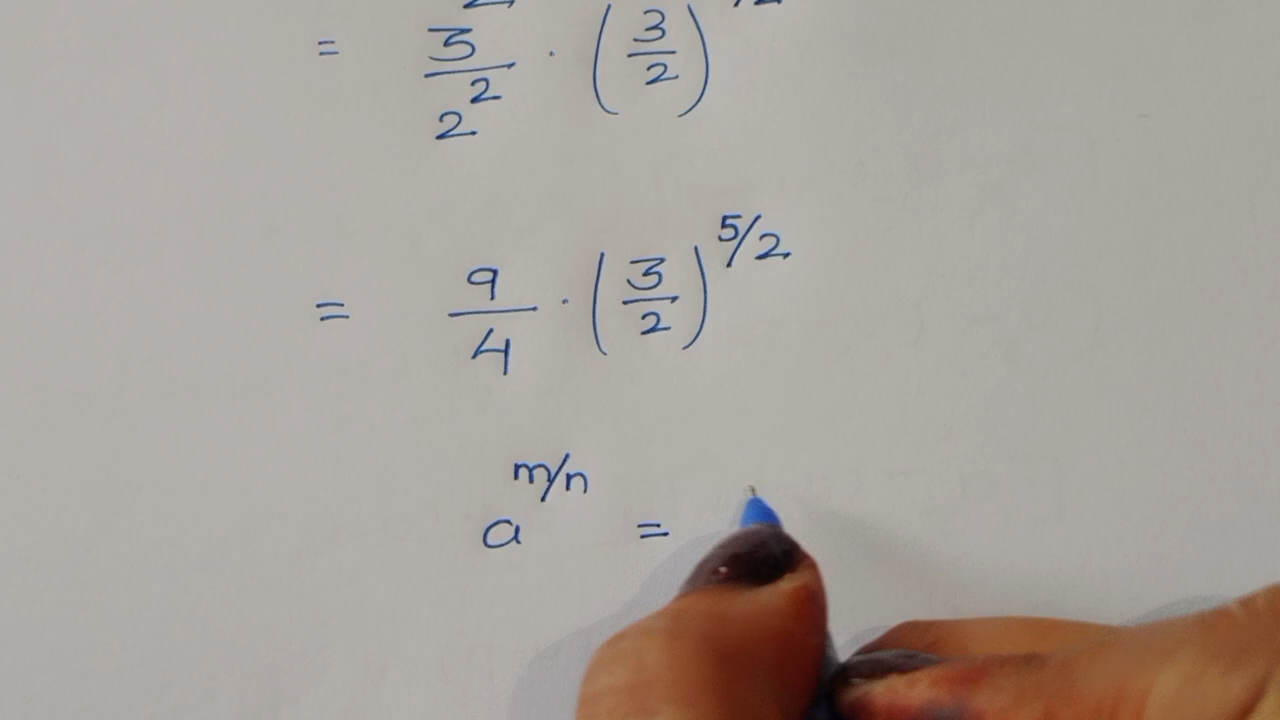 = 3/2^2 · (3/2)
= 9/4 · (3/2)^5/2
a^m/n =